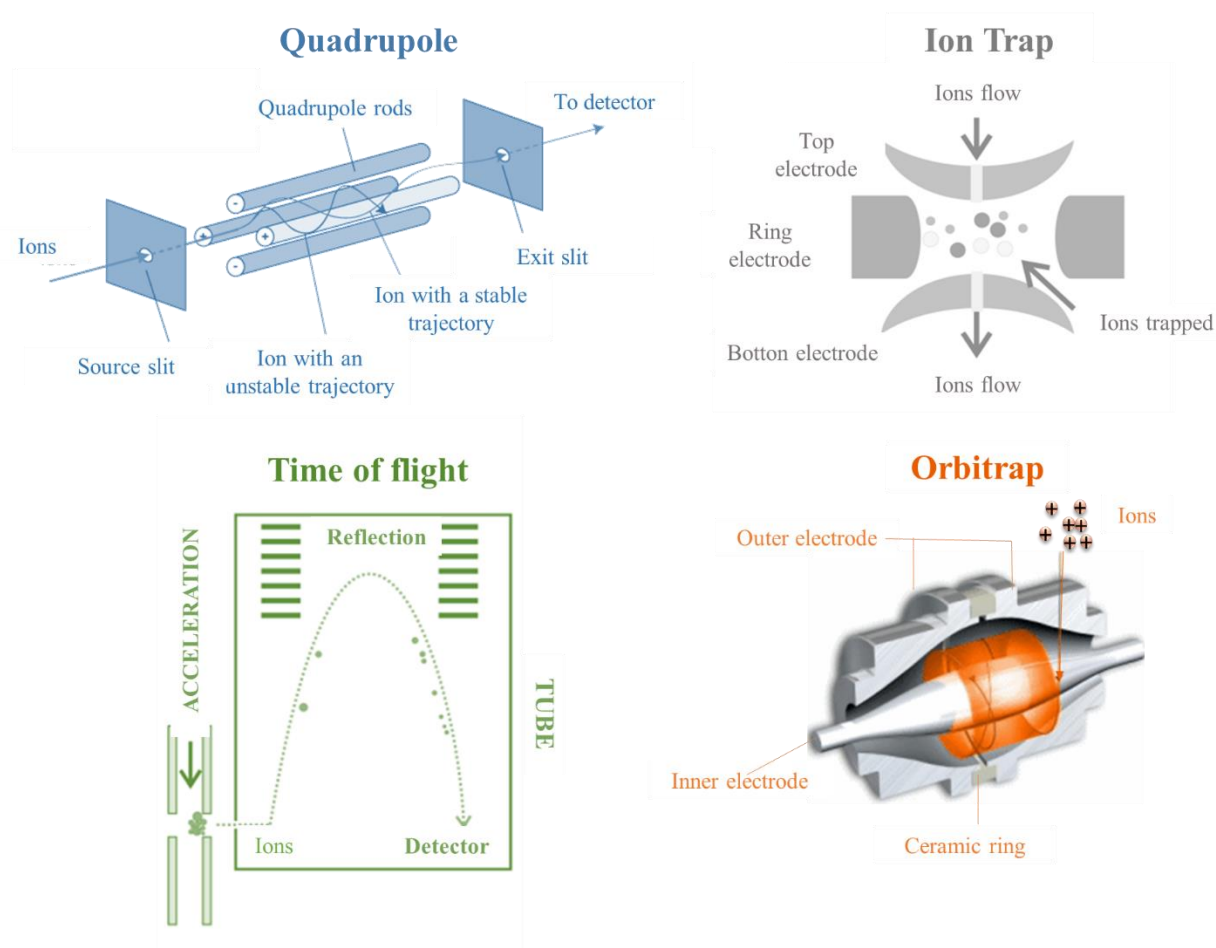 Quadrupole
Quadrupole rods
To detector
Ions
Exit slit
Ion with a stable
trajectory
Source slit
Ion with an
unstable trajectory
-
+
+
-
Ion Trap
Ions flow
Top
electrode
Ring
electrode
Ions trapped
Botton electrode
Ions flow
Time of flight
ACCELERATION
Reflection
TUBE
Ions
Detector
Orbitrap
Ions
+ + + + + + +
Outer electrode
Inner electrode
Ceramic ring